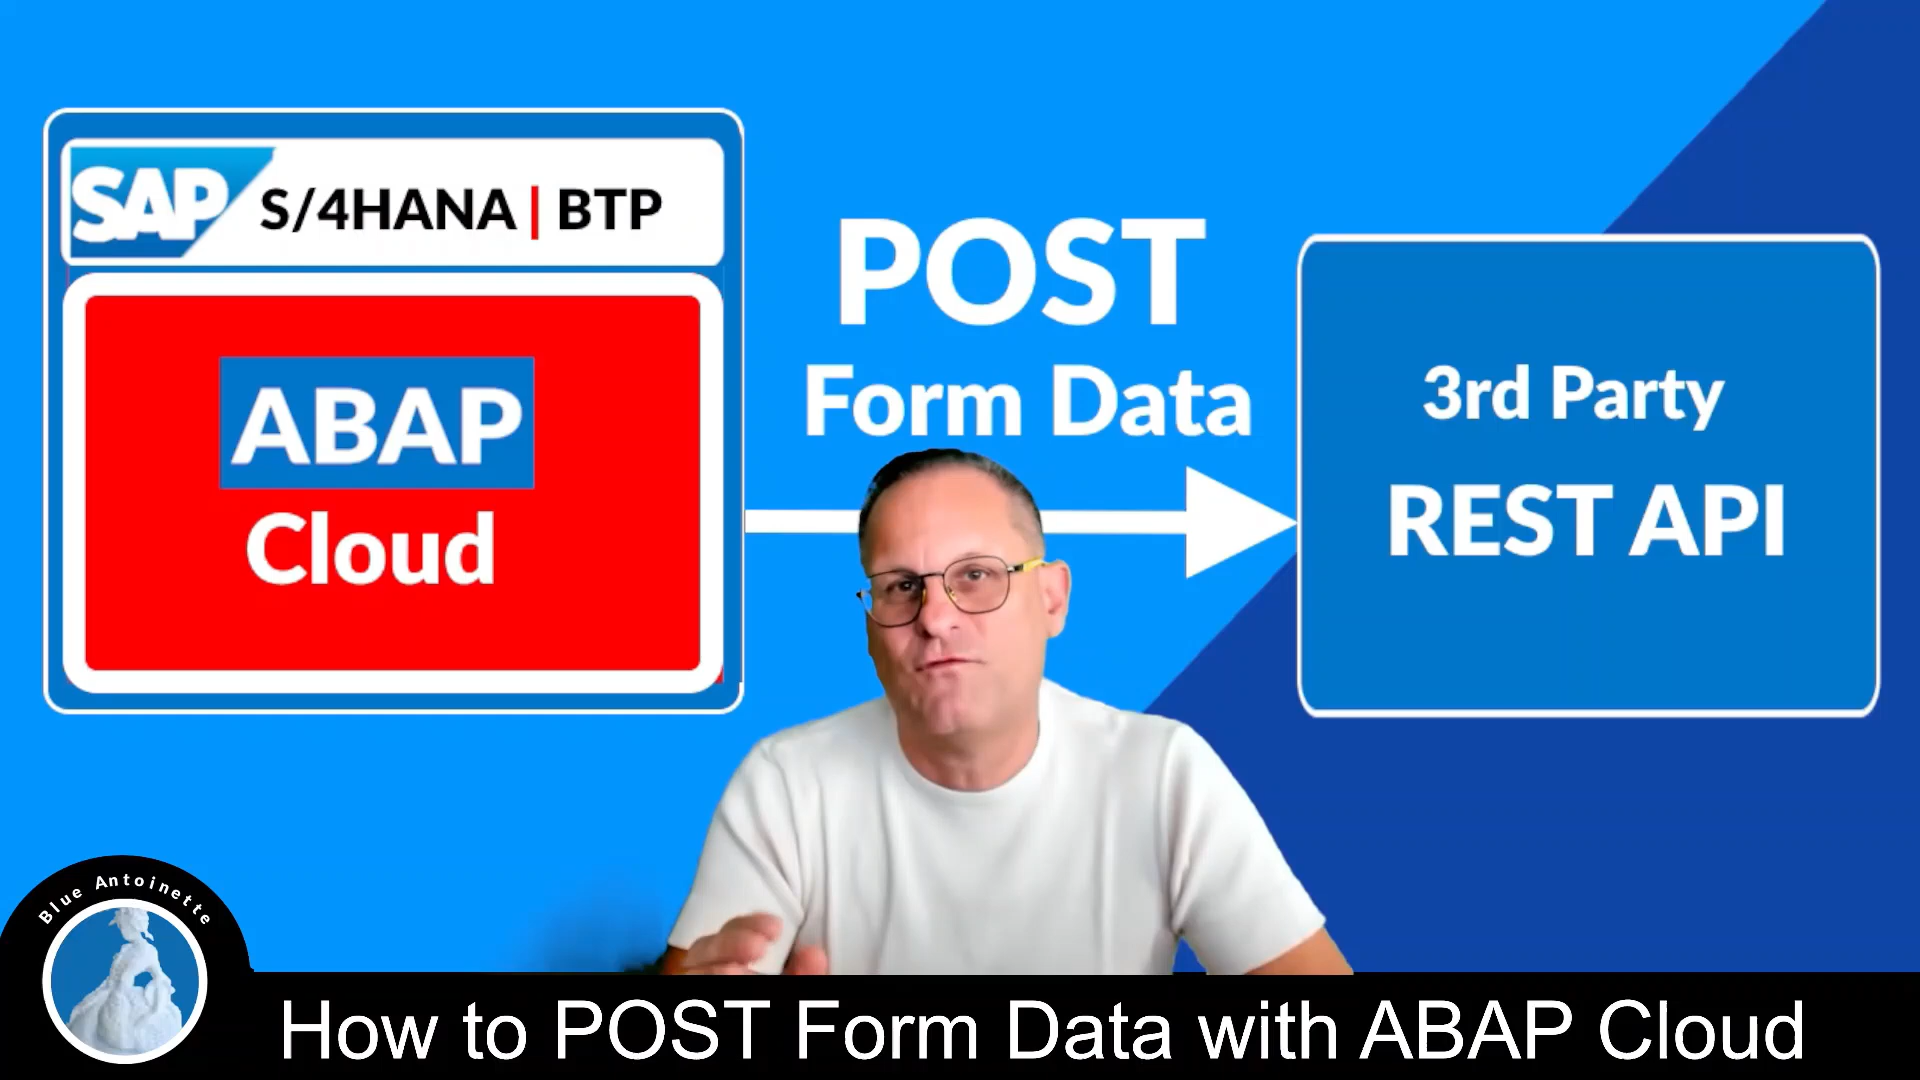 SAP S/4HANA | BTP
ABAP
Cloud
POST
Form Data
3rd Party
REST API
Blue Antoinette
How to POST Form Data with ABAP Cloud